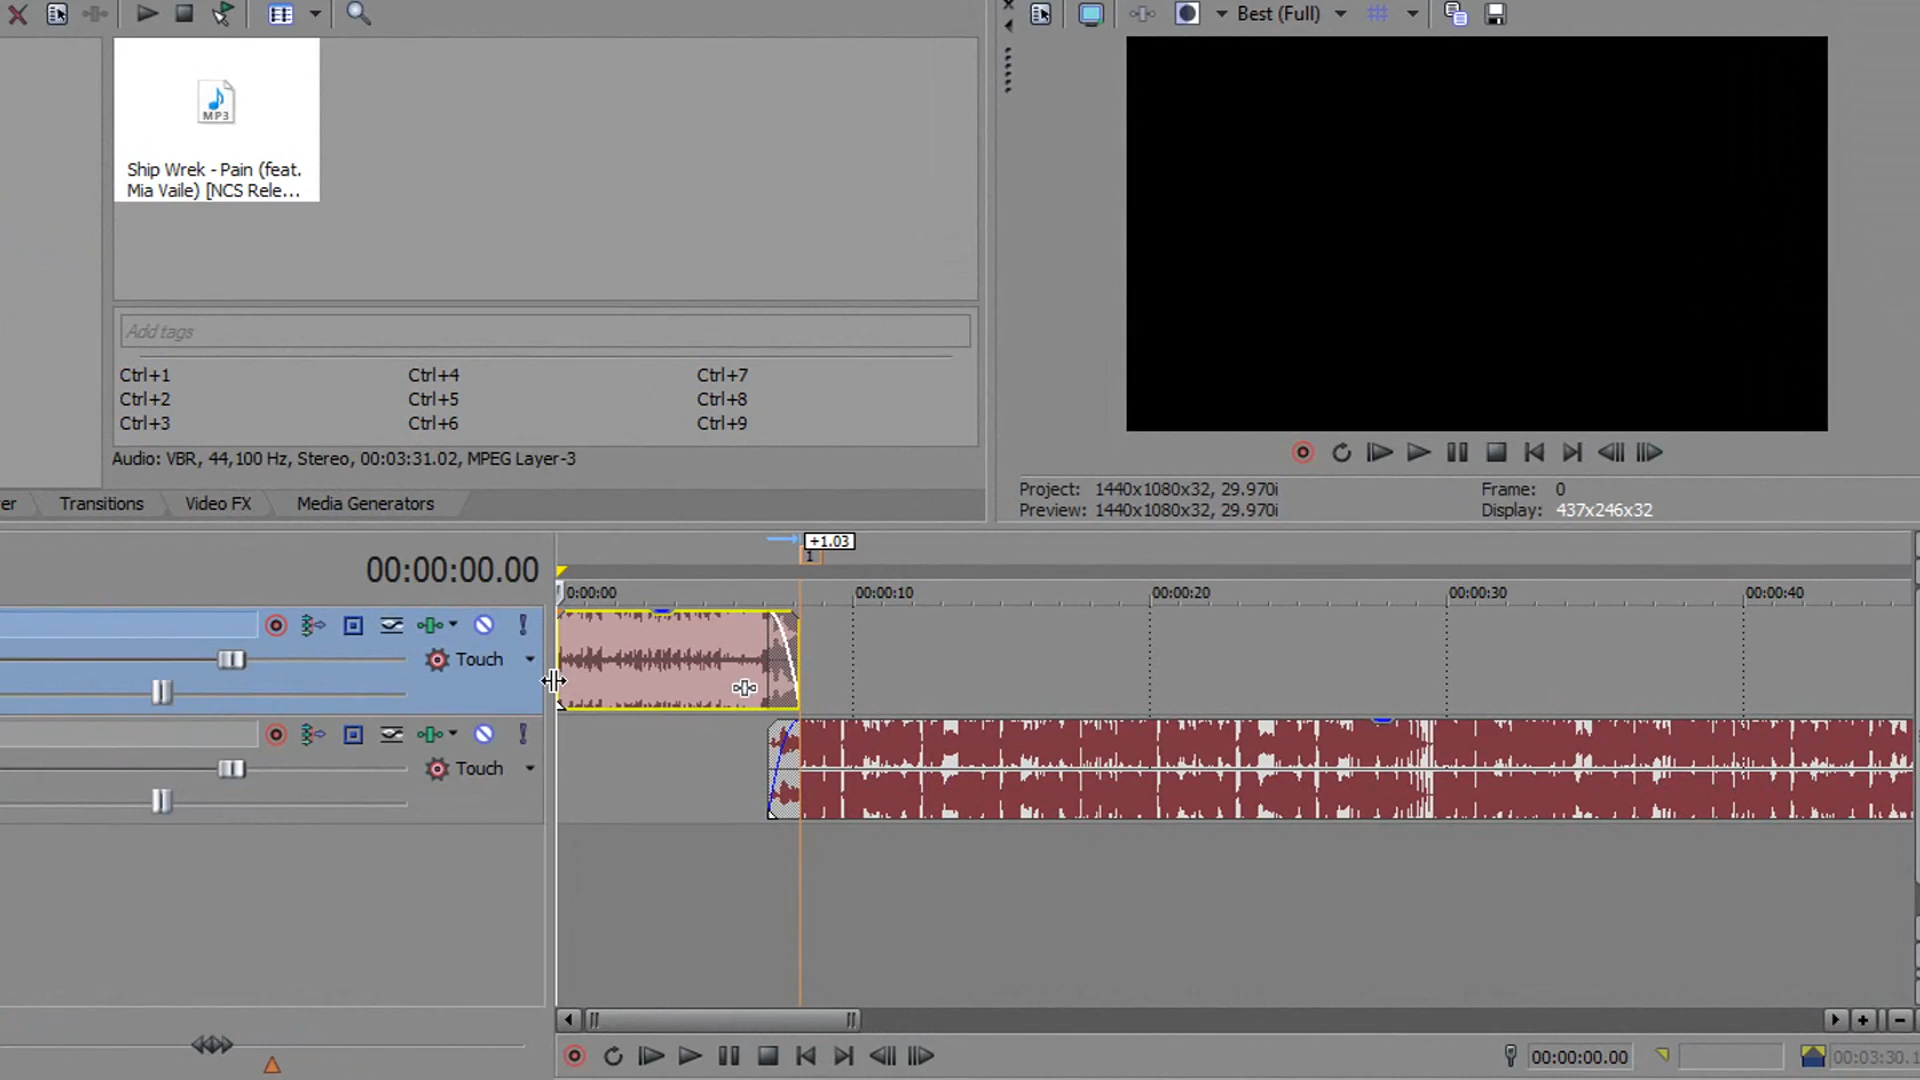 Best (Full)
MP3
Ship Wrek - Pain (feat.
Mia Vaile) [NCS Rele...
Add tags
Ctrl+1 Ctrl+4 Ctrl+7
Ctrl+2 Ctrl+5 Ctrl+8
Ctrl+3 Ctrl+6 Ctrl+9
Audio: VBR, 44,100 Hz, Stereo, 00:03:31.02, MPEG Layer-3
er Transitions Video FX Media Generators
Project: 1440x1080x32, 29.970i Frame: 0
Preview: 1440x1080x32, 29.970i Display: 437x246x32
+1.03
1
00:00:00.00
0:00:00 00:00:10 00:00:20 00:00:30 00:00:40
Touch
Touch
00:00:00.00 00:03:30.1